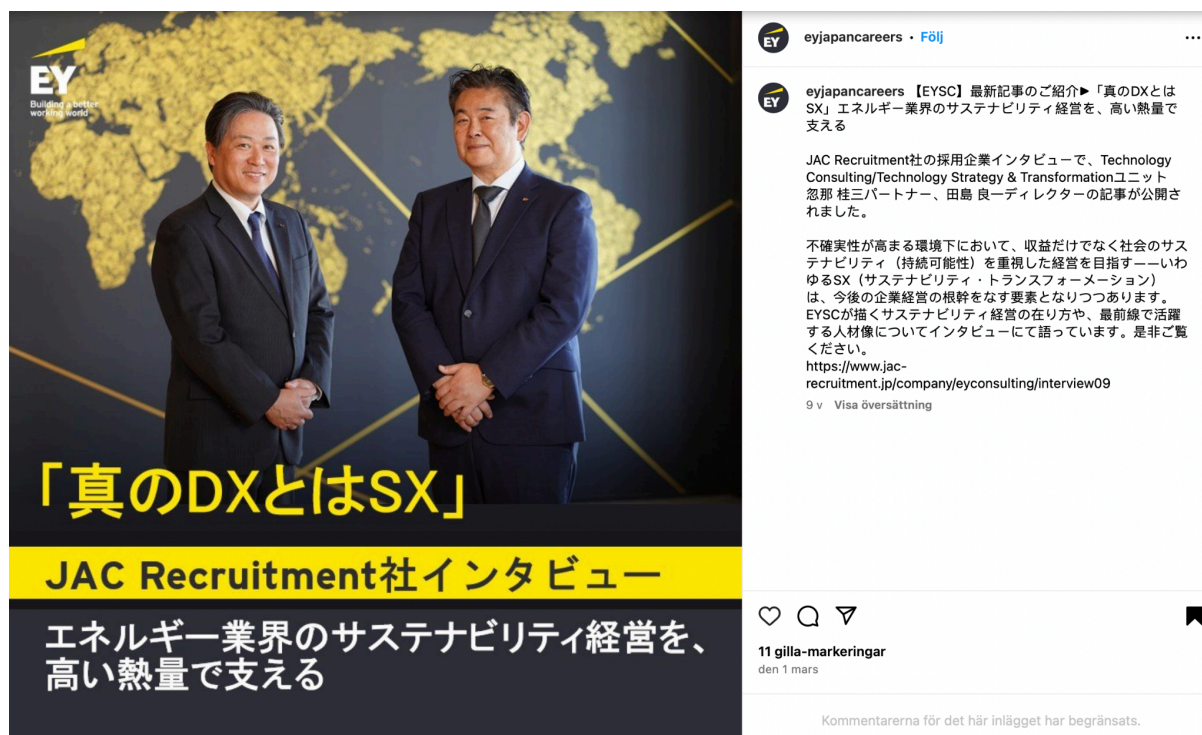 EY
Building a better
working world
「真のDXとはSX」
JAC Recruitment社インタビュー
エネルギー業界のサステナビリティ経営を、
高い熱量で支える
EY
eyjapancareers • Följ
EY
eyjapancareers 【EYSC】最新記事のご紹介▶「真のDXとは
SX」エネルギー業界のサステナビリティ経営を、高い熱量で
支える
JAC Recruitment社の採用企業インタビューで、Technology
Consulting/Technology Strategy & Transformationユニット
忍那 桂三パートナー、田島 良一ディレクターの記事が公開さ
れました。
不確実性が高まる環境下において、収益だけでなく社会のサス
テナビリティ（持続可能性）を重視した経営を目指すーーいわ
ゆるSX（サステナビリティ・トランスフォーメーション）
は、今後の企業経営の根幹をなす要素となりつつあります。
EYSCが描くサステナビリティ経営の在り方や、最前線で活躍
する人材像についてインタビューにて語っています。是非ご覧
ください。
https://www.jac-
recruitment.jp/company/eyconsulting/interview09
9 v Visa översättning
11 gilla-markeringar
den 1 mars
Kommentarerna för det här inlägget har begränsats.